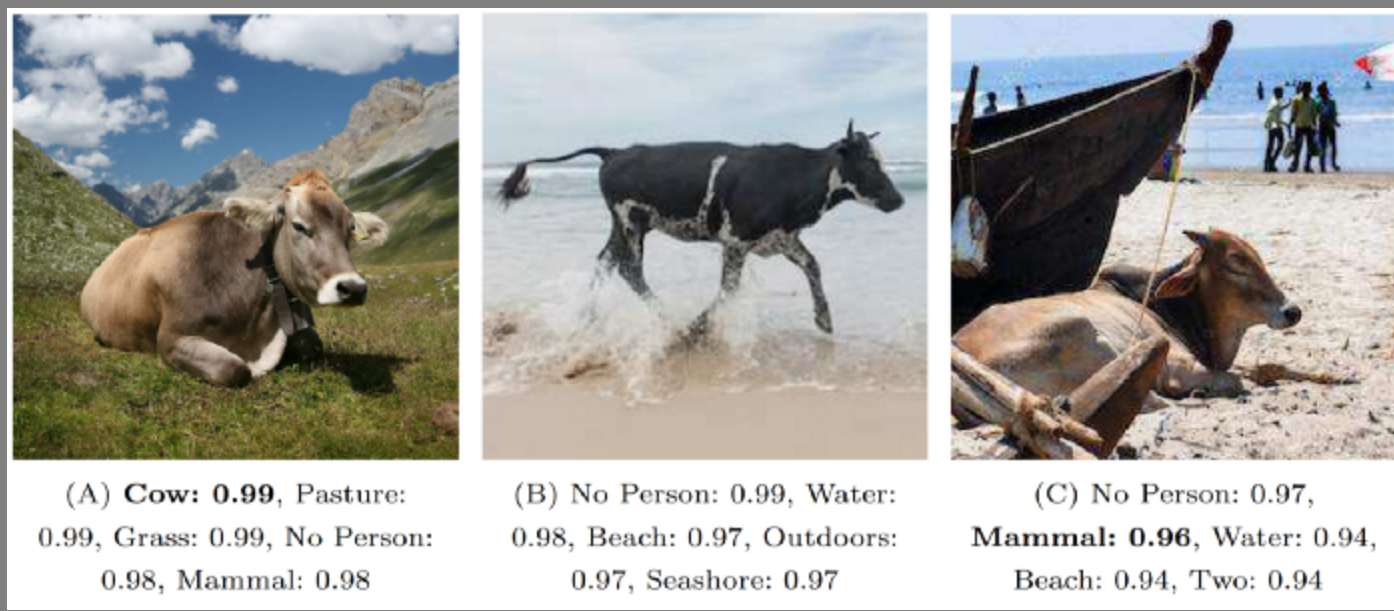 (A) Cow: 0.99, Pasture:
0.99, Grass: 0.99, No Person:
0.98, Mammal: 0.98
(B) No Person: 0.99, Water:
0.98, Beach: 0.97, Outdoors:
0.97, Seashore: 0.97
(C) No Person: 0.97,
Mammal: 0.96, Water: 0.94,
Beach: 0.94, Two: 0.94